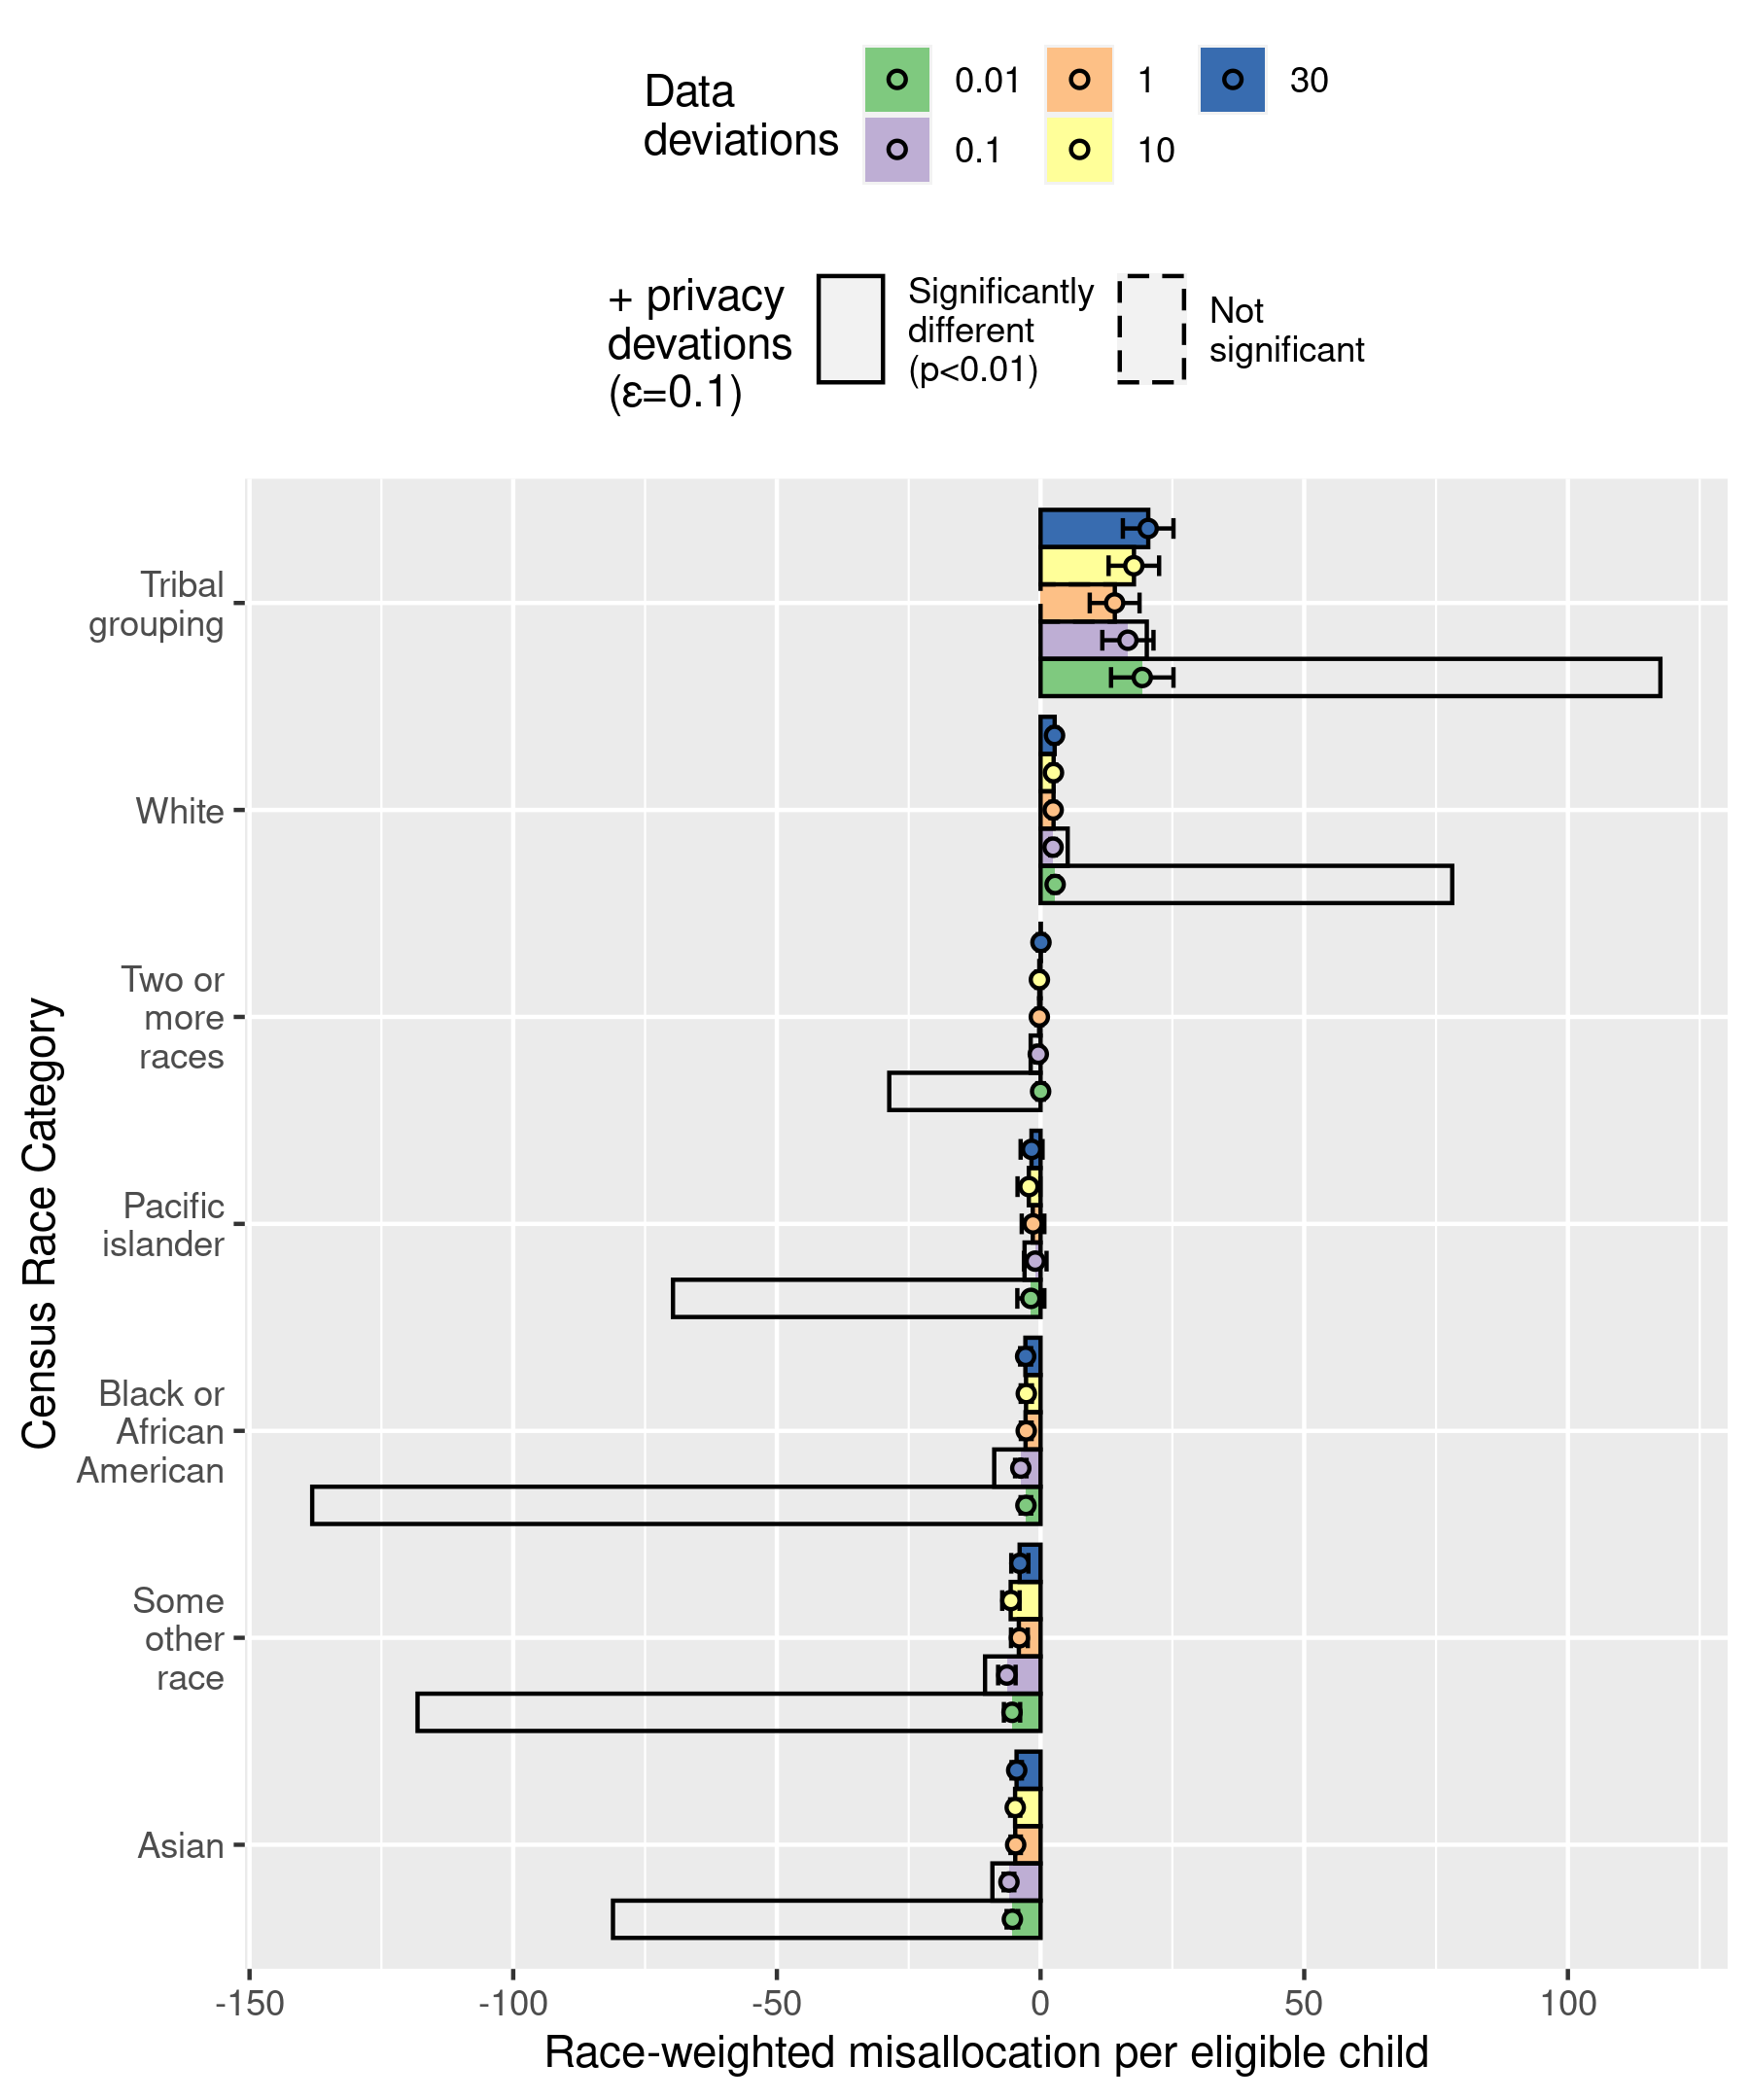 Data
deviations
0.01
1
30
0.1
10
+ privacy
devations
(ε=0.1)
Significantly
different
(p<0.01)
Not
significant
Census Race Category
Tribal
grouping
White
Two or
more
races
Pacific
islander
Black or
African
American
Some
other
race
Asian
-150
-100
-50
0
50
100
Race-weighted misallocation per eligible child